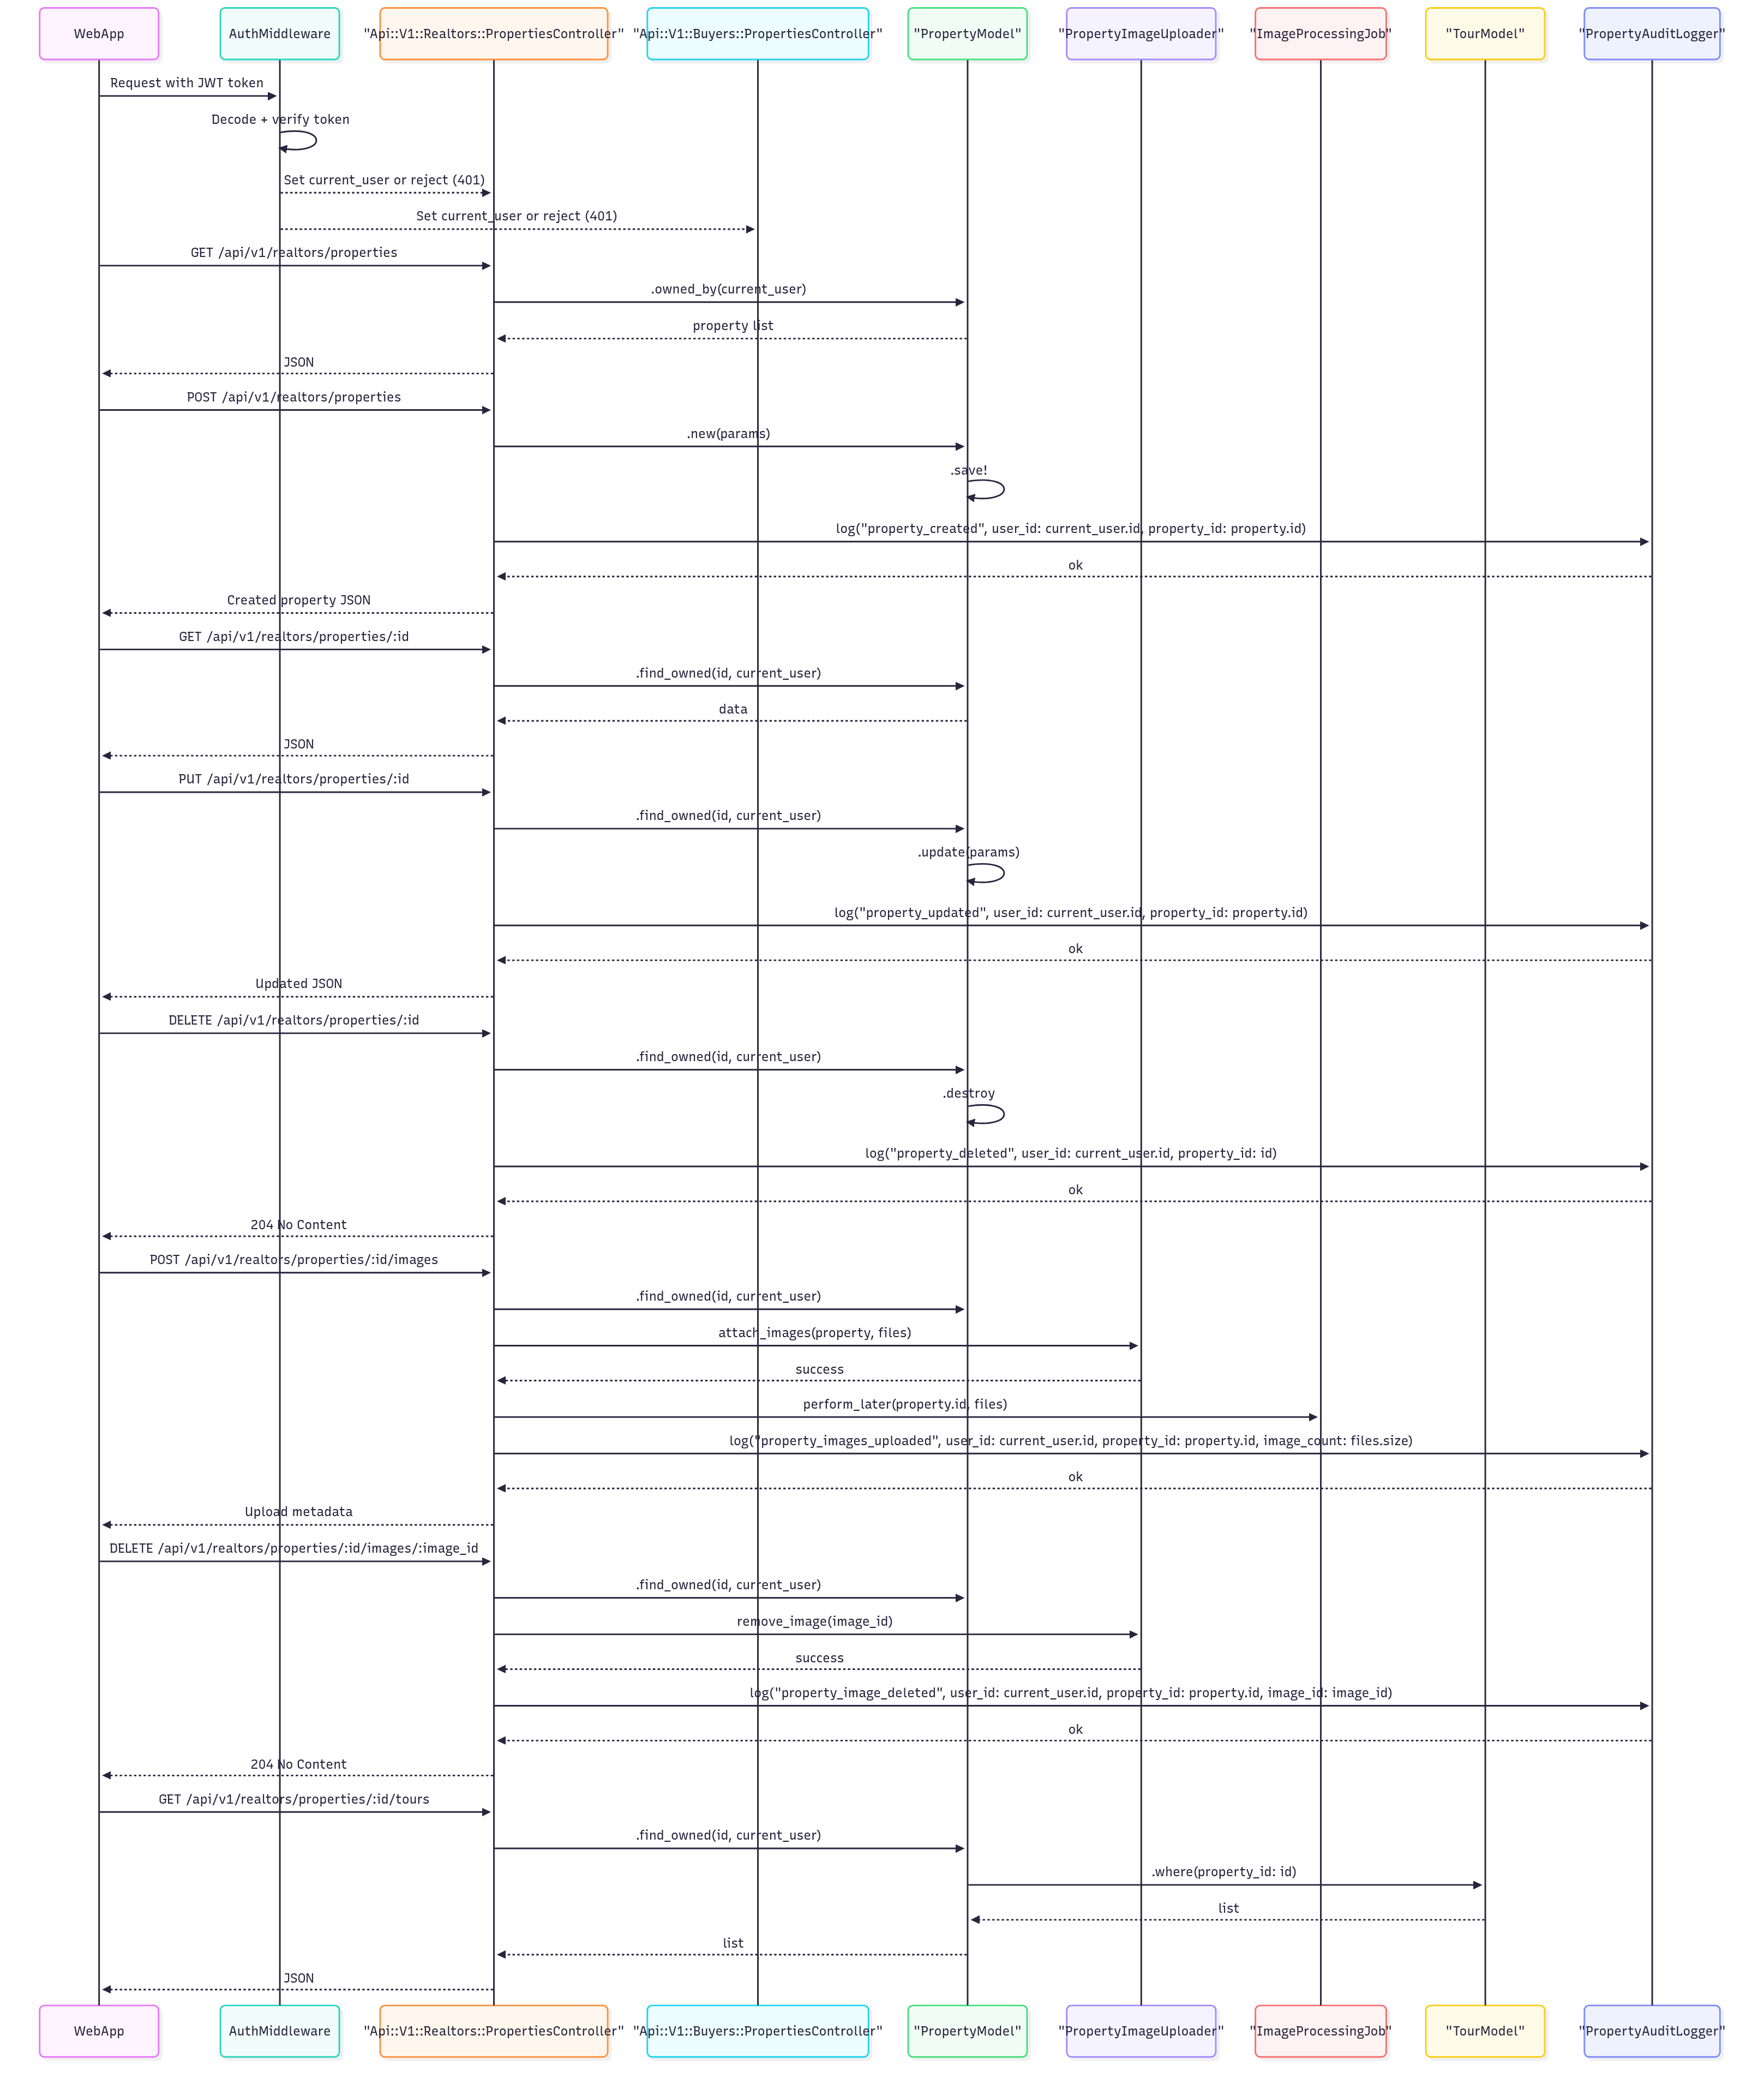 WebApp
AuthMiddleware
"Api::V1::Realtors::PropertiesController"
"Api::V1::Buyers::PropertiesController"
"PropertyModel"
"PropertyImageUploader"
"ImageProcessingJob"
"TourModel"
"PropertyAuditLogger"
Request with JWT token
Decode + verify token
Set current_user or reject (401)
Set current_user or reject (401)
GET /api/v1/realtors/properties
.owned_by(current_user)
property list
JSON
POST /api/v1/realtors/properties
.new(params)
.save!
log("property_created", user_id: current_user.id, property_id: property.id)
ok
Created property JSON
GET /api/v1/realtors/properties/:id
.find_owned(id, current_user)
data
JSON
PUT /api/v1/realtors/properties/:id
.find_owned(id, current_user)
.update(params)
log("property_updated", user_id: current_user.id, property_id: property.id)
ok
Updated JSON
DELETE /api/v1/realtors/properties/:id
.find_owned(id, current_user)
.destroy
log("property_deleted", user_id: current_user.id, property_id: id)
ok
204 No Content
POST /api/v1/realtors/properties/:id/images
.find_owned(id, current_user)
attach_images(property, files)
success
perform_later(property.id, files)
log("property_images_uploaded", user_id: current_user.id, property_id: property.id, image_count: files.size)
ok
Upload metadata
DELETE /api/v1/realtors/properties/:id/images/:image_id
.find_owned(id, current_user)
remove_image(image_id)
success
log("property_image_deleted", user_id: current_user.id, property_id: property.id, image_id: image_id)
ok
204 No Content
GET /api/v1/realtors/properties/:id/tours
.find_owned(id, current_user)
.where(property_id: id)
list
list
JSON
WebApp
AuthMiddleware
"Api::V1::Realtors::PropertiesController"
"Api::V1::Buyers::PropertiesController"
"PropertyModel"
"PropertyImageUploader"
"ImageProcessingJob"
"TourModel"
"PropertyAuditLogger"